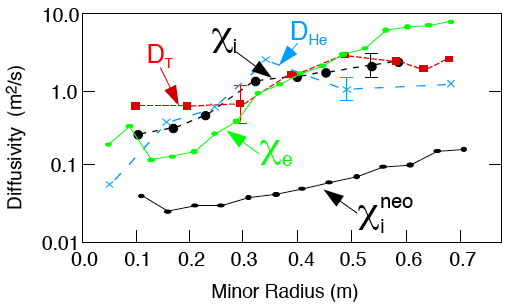 10.0
1.0
0.1
0.01
Diffusivity (m²/s)
D_T
χ_i
D_He
χ_e
χ_i^neo
0.0 0.1 0.2 0.3 0.4 0.5 0.6 0.7
Minor Radius (m)